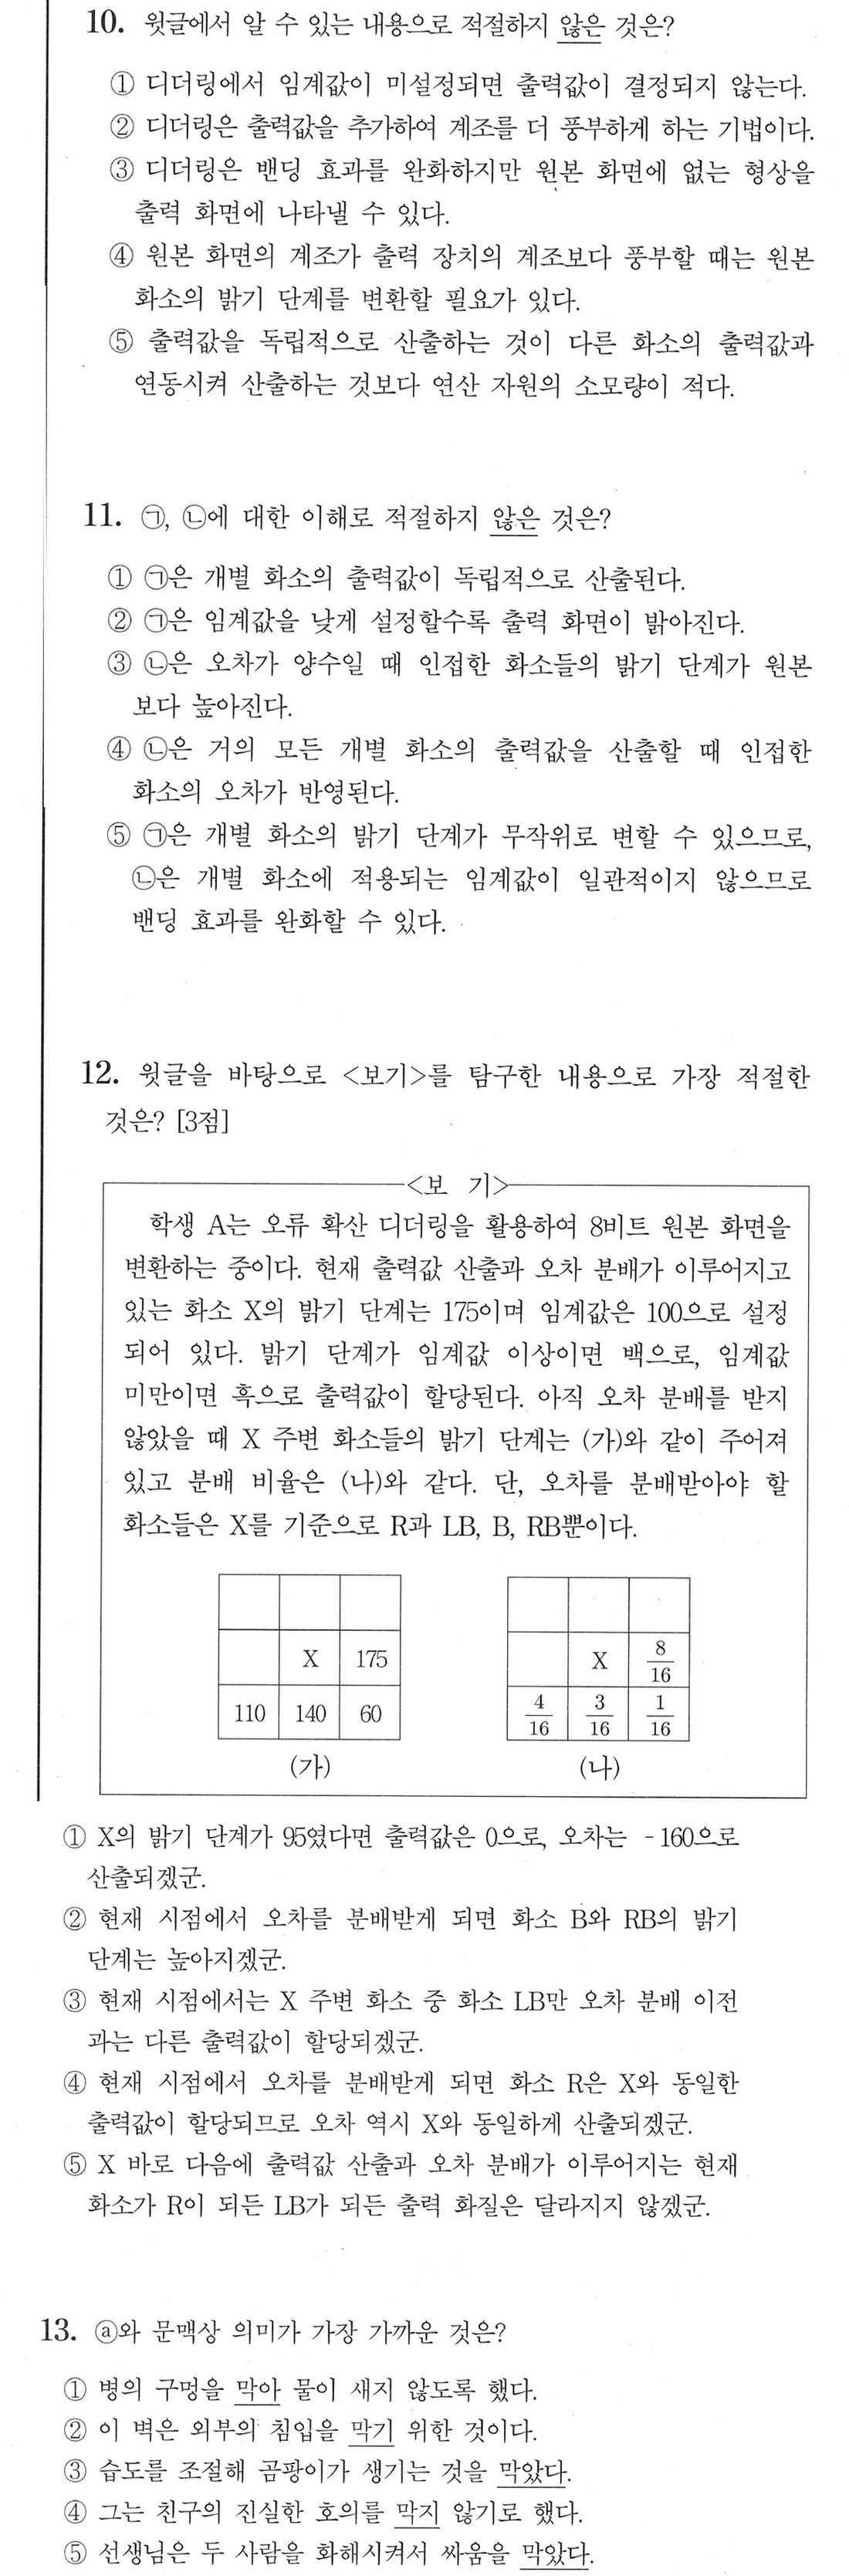 10. 윗글에서 알 수 있는 내용으로 적절하지 않은 것은?
① 디더링에서 임계값이 미설정되면 출력값이 결정되지 않는다.
② 디더링은 출력값을 추가하여 계조를 더 풍부하게 하는 기법이다.
③ 디더링은 밴딩 효과를 완화하지만 원본 화면에 없는 형상을
출력 화면에 나타낼 수 있다.
④ 원본 화면의 계조가 출력 장치의 계조보다 풍부할 때는 원본
화소의 밝기 단계를 변환할 필요가 있다.
⑤ 출력값을 독립적으로 산출하는 것이 다른 화소의 출력값과
연동시켜 산출하는 것보다 연산 자원의 소모량이 적다.
11. ㉠, ㉡에 대한 이해로 적절하지 않은 것은?
① ㉠은 개별 화소의 출력값이 독립적으로 산출된다.
② ㉠은 임계값을 낮게 설정할수록 출력 화면이 밝아진다.
③ ㉡은 오차가 양수일 때 인접한 화소들의 밝기 단계가 원본
보다 높아진다.
④ ㉡은 거의 모든 개별 화소의 출력값을 산출할 때 인접한
화소의 오차가 반영된다.
⑤ ㉠은 개별 화소의 밝기 단계가 무작위로 변할 수 있으므로,
㉡은 개별 화소에 적용되는 임계값이 일관적이지 않으므로
밴딩 효과를 완화할 수 있다.
12. 윗글을 바탕으로 <보기>를 탐구한 내용으로 가장 적절한
것은? [3점]
<보 기>
학생 A는 오류 확산 디더링을 활용하여 8비트 원본 화면을
변환하는 중이다. 현재 출력값 산출과 오차 분배가 이루어지고
있는 화소 X의 밝기 단계는 175이며 임계값은 100으로 설정
되어 있다. 밝기 단계가 임계값 이상이면 백으로, 임계값
미만이면 흑으로 출력값이 할당된다. 아직 오차 분배를 받지
않았을 때 X 주변 화소들의 밝기 단계는 (가)와 같이 주어져
있고 분배 비율은 (나)와 같다. 단, 오차를 분배받아야 할
화소들은 X를 기준으로 R과 LB, B, RB뿐이다.
X 175 X 8/16
110 140 60 4/16 3/16 1/16
(가) (나)
① X의 밝기 단계가 95였다면 출력값은 0으로, 오차는 -160으로
산출되겠군.
② 현재 시점에서 오차를 분배받게 되면 화소 B와 RB의 밝기
단계는 높아지겠군.
③ 현재 시점에서는 X 주변 화소 중 화소 LB만 오차 분배 이전
과는 다른 출력값이 할당되겠군.
④ 현재 시점에서 오차를 분배받게 되면 화소 R은 X와 동일한
출력값이 할당되므로 오차 역시 X와 동일하게 산출되겠군.
⑤ X 바로 다음에 출력값 산출과 오차 분배가 이루어지는 현재
화소가 R이 되든 LB가 되든 출력 화질은 달라지지 않겠군.
13. ⓐ와 문맥상 의미가 가장 가까운 것은?
① 병의 구멍을 막아 물이 새지 않도록 했다.
② 이 벽은 외부의 침입을 막기 위한 것이다.
③ 습도를 조절해 곰팡이가 생기는 것을 막았다.
④ 그는 친구의 진실한 호의를 막지 않기로 했다.
⑤ 선생님은 두 사람을 화해시켜서 싸움을 막았다.